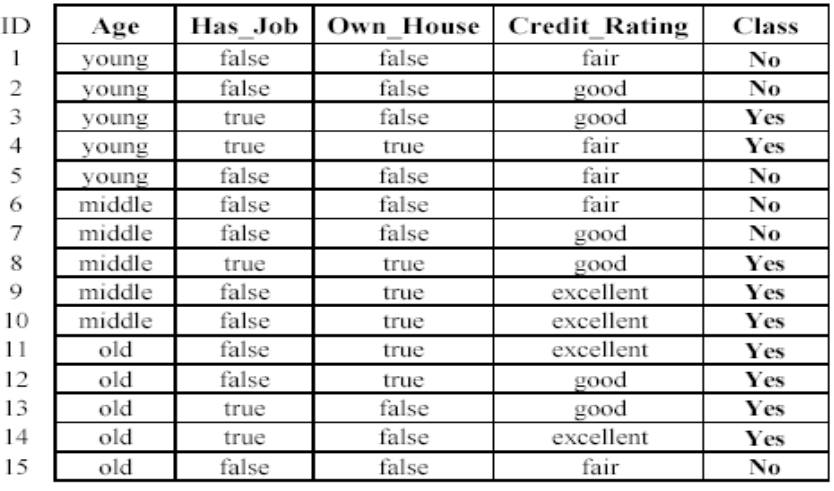 ID Age Has_Job Own_House Credit_Rating Class
1 young false false fair No
2 young false false good No
3 young true false good Yes
4 young true true fair Yes
5 young false false fair No
6 middle false false fair No
7 middle false false good No
8 middle true true good Yes
9 middle false true excellent Yes
10 middle false true excellent Yes
11 old false true excellent Yes
12 old false true good Yes
13 old true false good Yes
14 old true false excellent Yes
15 old false false fair No